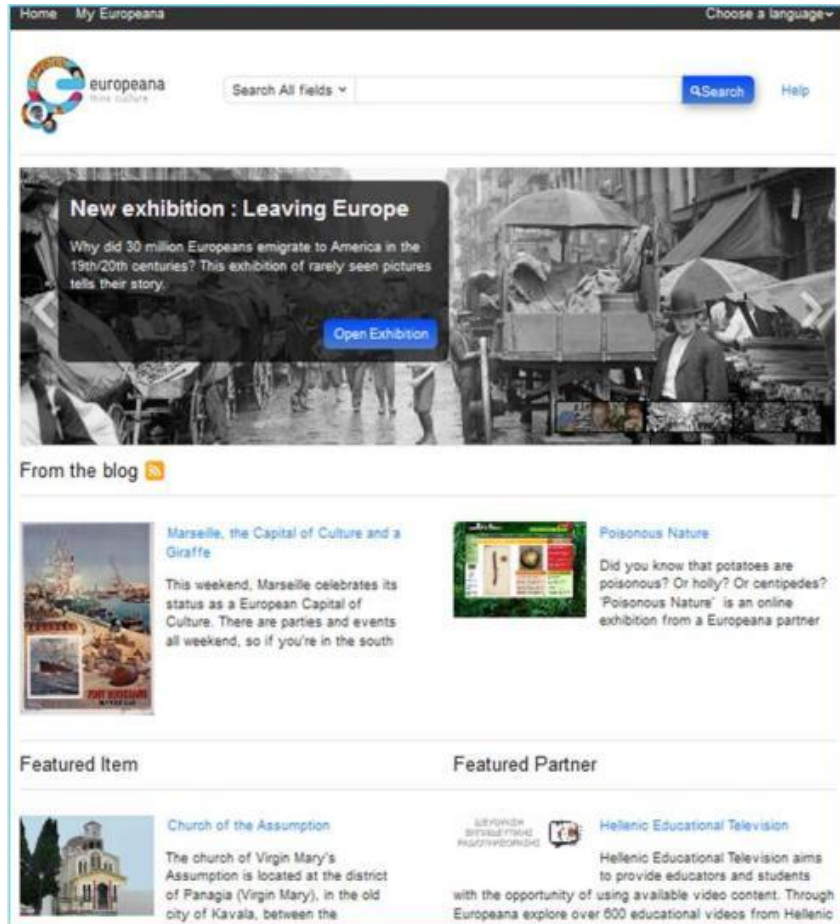 Home My Europeana Choose a language
europeana
think culture
Search All fields Search Help
New exhibition : Leaving Europe
Why did 30 million Europeans emigrate to America in the
19th/20th centuries? This exhibition of rarely seen pictures
tells their story.
Open Exhibition
From the blog
Marseille, the Capital of Culture and a
Giraffe
This weekend, Marseille celebrates its
status as a European Capital of
Culture. There are parties and events
all weekend, so if you're in the south
Poisonous Nature
Did you know that potatoes are
poisonous? Or holly? Or centipedes?
'Poisonous Nature' is an online
exhibition from a Europeana partner
Featured Item
Church of the Assumption
The church of Virgin Mary's
Assumption is located at the district
of Panagia (Virgin Mary), in the old
city of Kavala, between the
Featured Partner
Hellenic Educational Television
Hellenic Educational Television aims
to provide educators and students
with the opportunity of using available video content. Through
Europeana explore over 600 educational videos from Hellenic